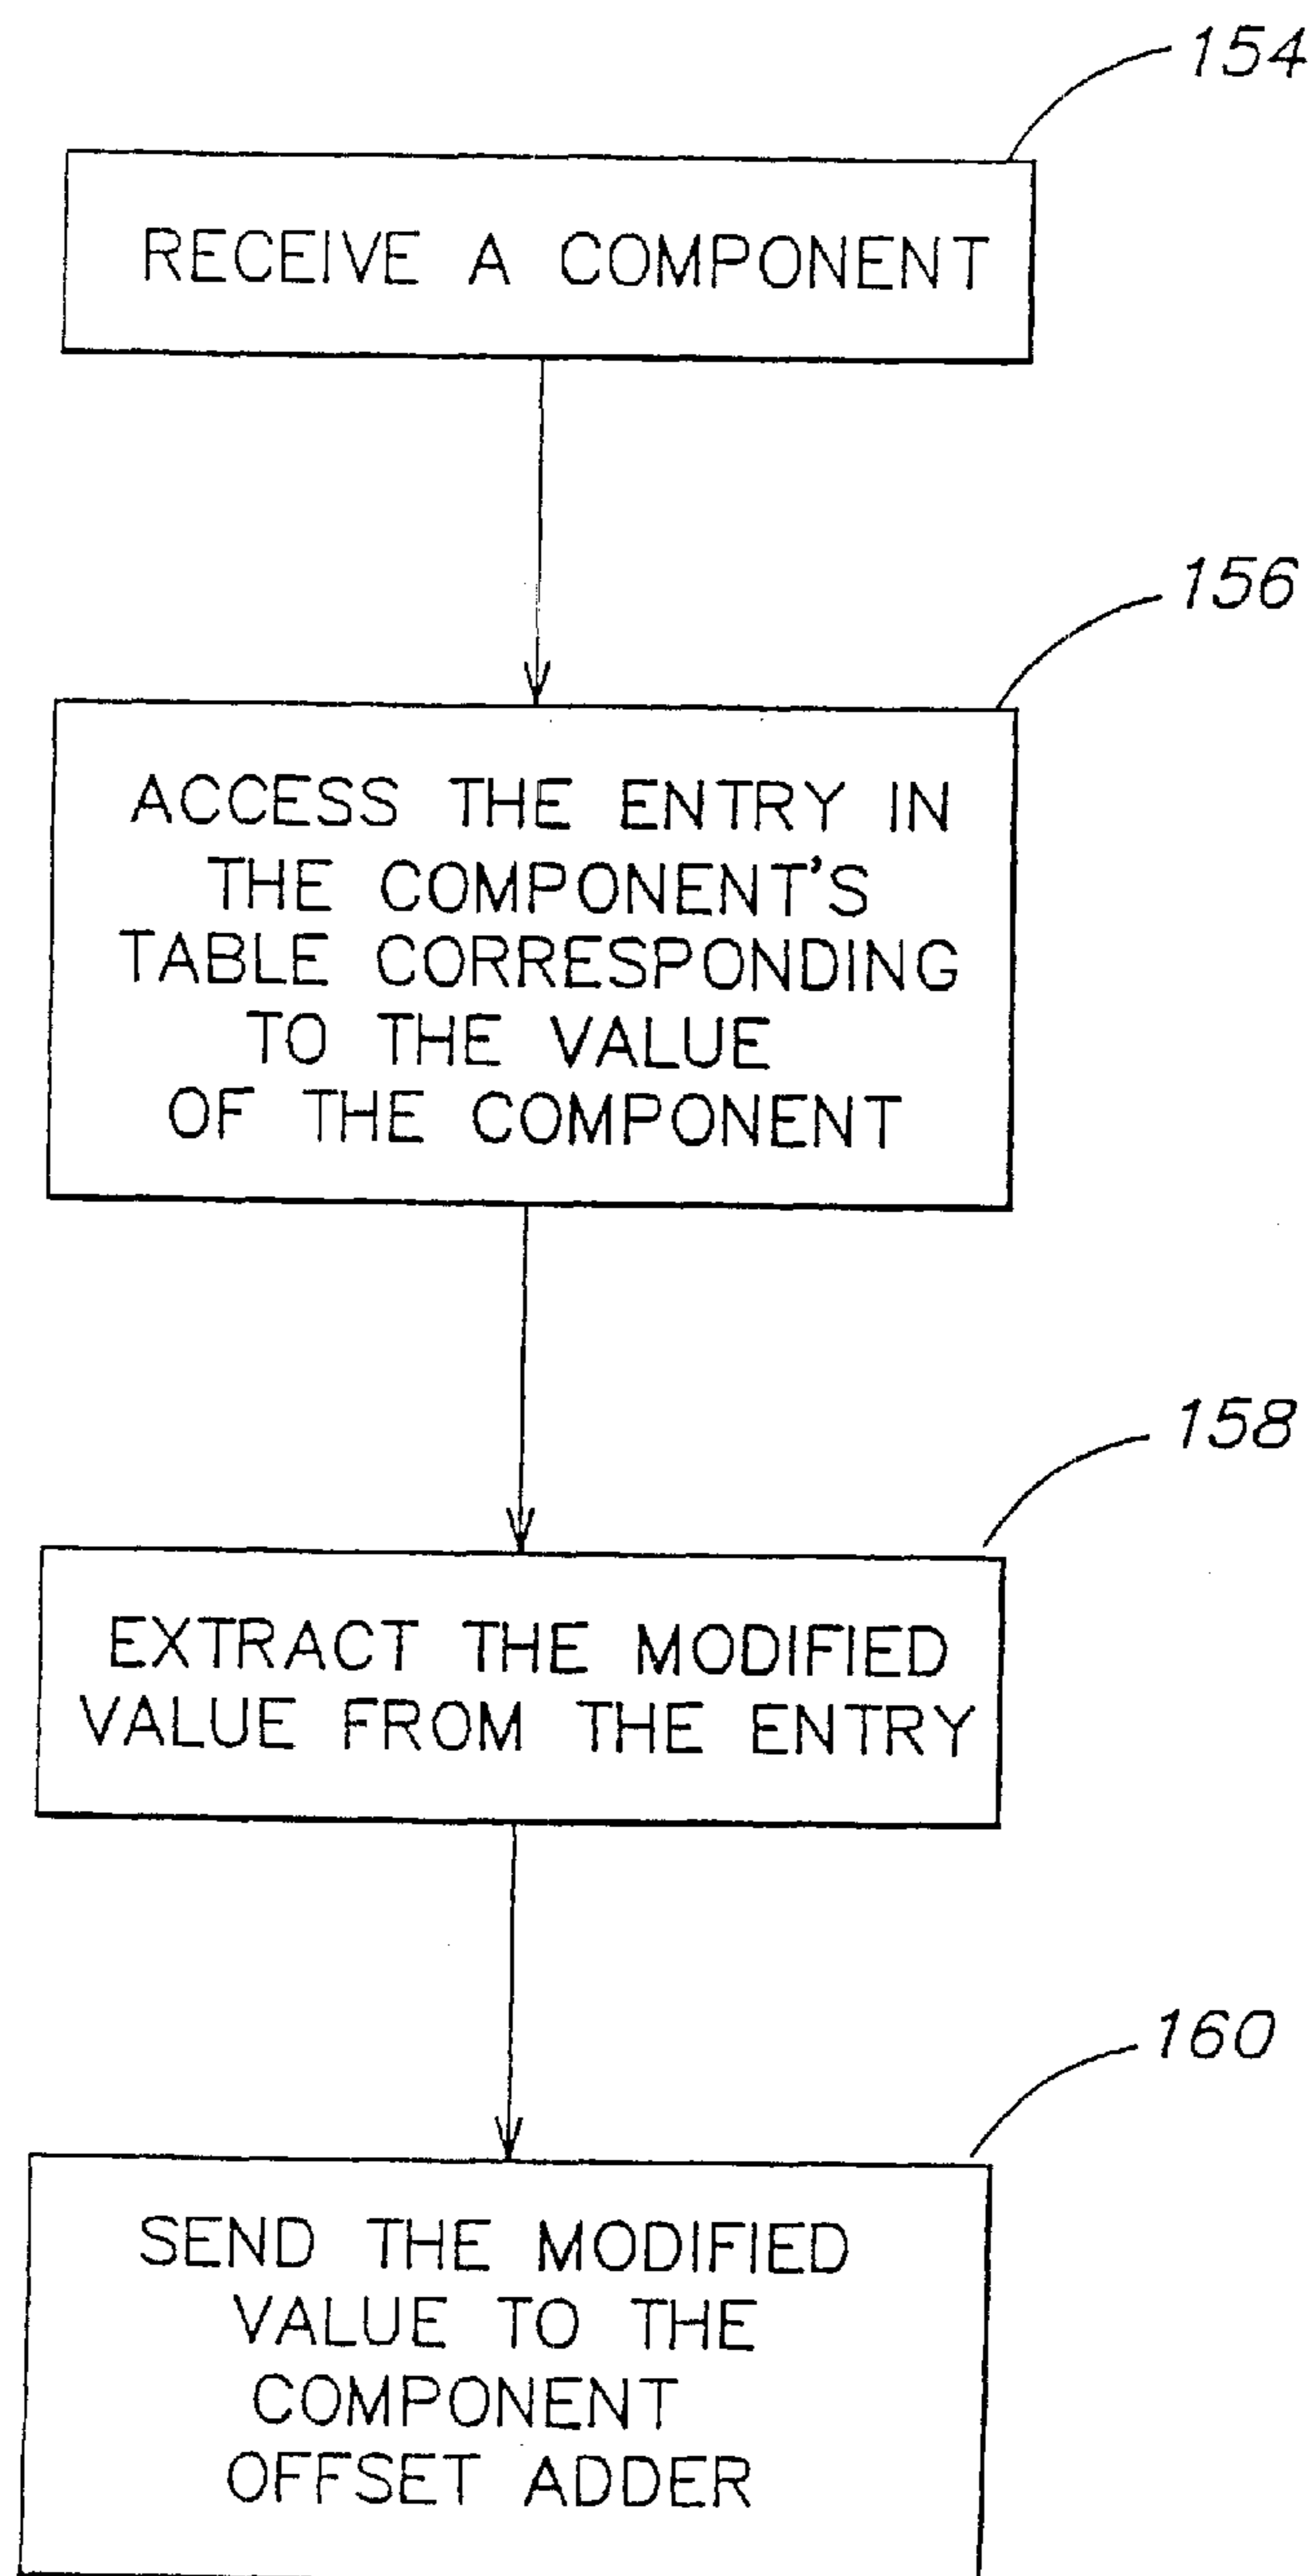 154
RECEIVE A COMPONENT
156
ACCESS THE ENTRY IN
THE COMPONENT'S
TABLE CORRESPONDING
TO THE VALUE
OF THE COMPONENT
158
EXTRACT THE MODIFIED
VALUE FROM THE ENTRY
160
SEND THE MODIFIED
VALUE TO THE
COMPONENT
OFFSET ADDER